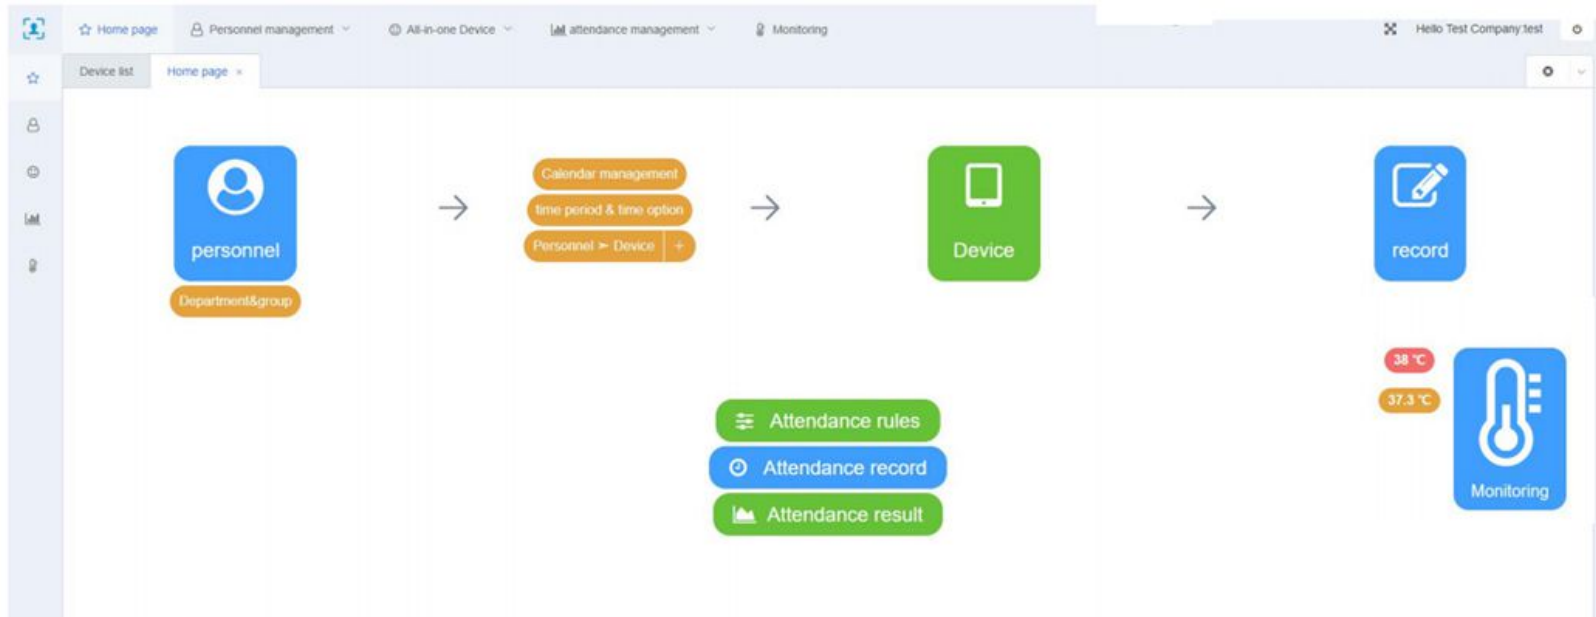 Home page
Personnel management
All-in-one Device
attendance management
Monitoring
Hello Test Company:test
Device list
Home page ×
personnel
Department&group
Calendar management
time period & time option
Personnel ➣ Device +
Device
record
38 ℃
37.3 ℃
Monitoring
Attendance rules
Attendance record
Attendance result